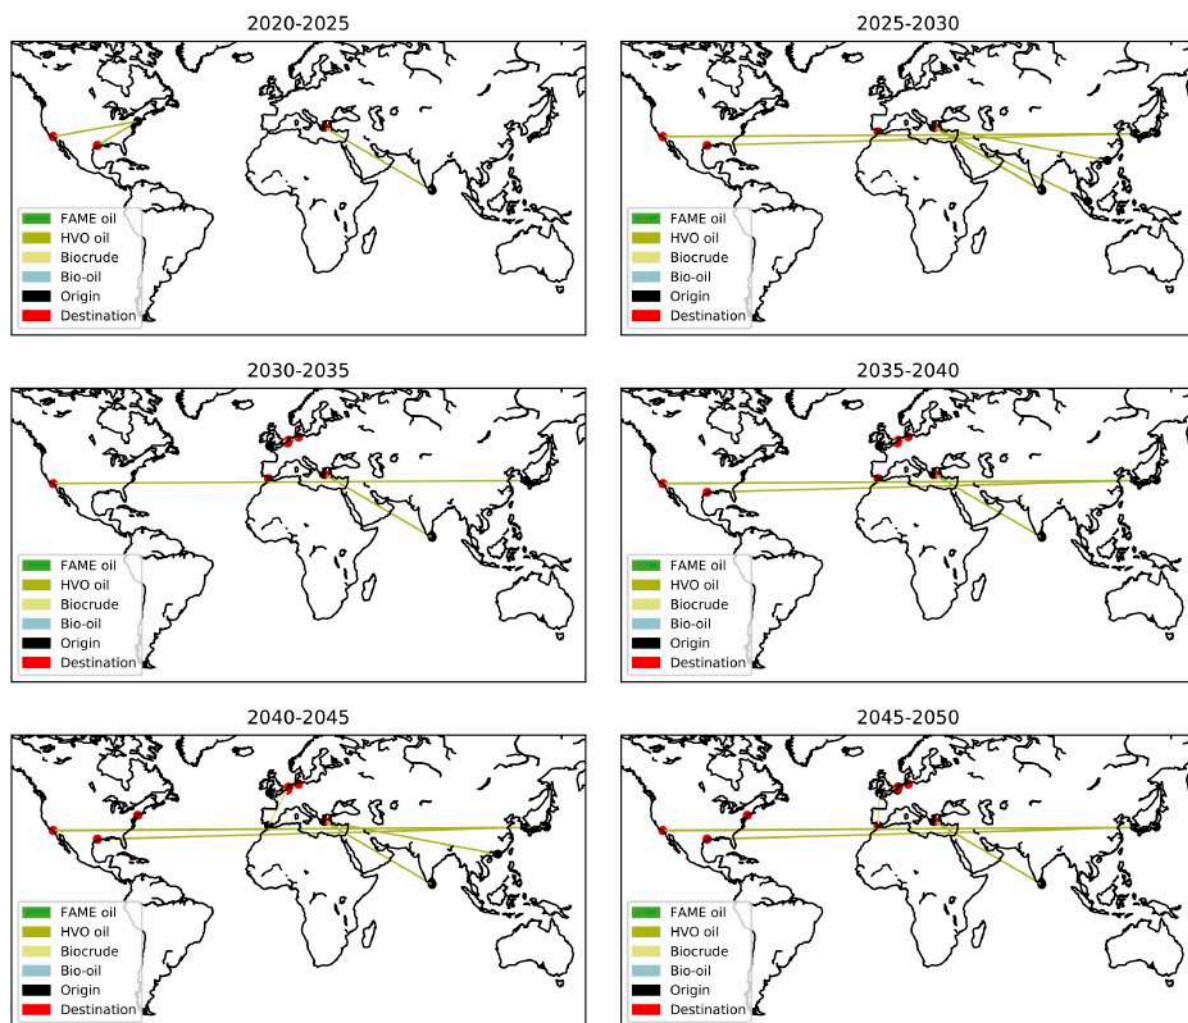 2020-2025
FAME oil
HVO oil
Biocrude
Bio-oil
Origin
Destination
2025-2030
FAME oil
HVO oil
Biocrude
Bio-oil
Origin
Destination
2030-2035
FAME oil
HVO oil
Biocrude
Bio-oil
Origin
Destination
2035-2040
FAME oil
HVO oil
Biocrude
Bio-oil
Origin
Destination
2040-2045
FAME oil
HVO oil
Biocrude
Bio-oil
Origin
Destination
2045-2050
FAME oil
HVO oil
Biocrude
Bio-oil
Origin
Destination